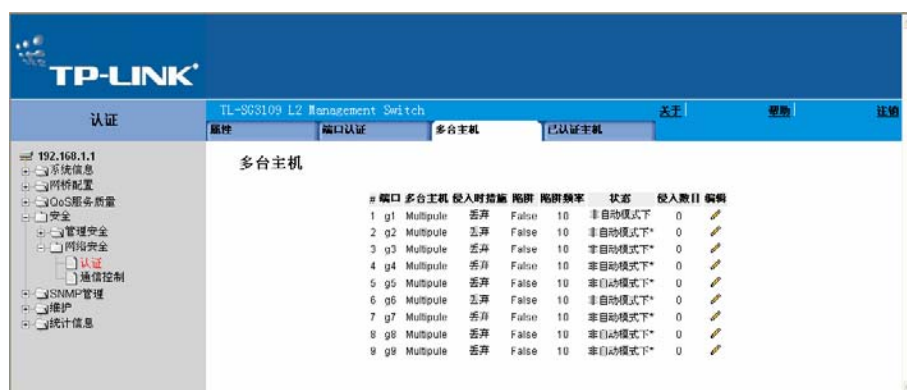 TP-LINK
认证
TL-SG3109 L2 Management Switch
关于
帮助
注销
属性
端口认证
多台主机
已认证主机
192.168.1.1
系统信息
网桥配置
QoS服务质量
安全
管理安全
网络安全
认证
通信控制
SNMP管理
维护
统计信息
多台主机
# 端口 多台主机 侵入时措施 陷阱 陷阱频率 状态 侵入数目 编辑
1 g1 Multipule 丢弃 False 10 非自动模式下 0
2 g2 Multipule 丢弃 False 10 非自动模式下* 0
3 g3 Multipule 丢弃 False 10 非自动模式下* 0
4 g4 Multipule 丢弃 False 10 非自动模式下* 0
5 g5 Multipule 丢弃 False 10 非自动模式下* 0
6 g6 Multipule 丢弃 False 10 非自动模式下* 0
7 g7 Multipule 丢弃 False 10 非自动模式下* 0
8 g8 Multipule 丢弃 False 10 非自动模式下* 0
9 g9 Multipule 丢弃 False 10 非自动模式下* 0